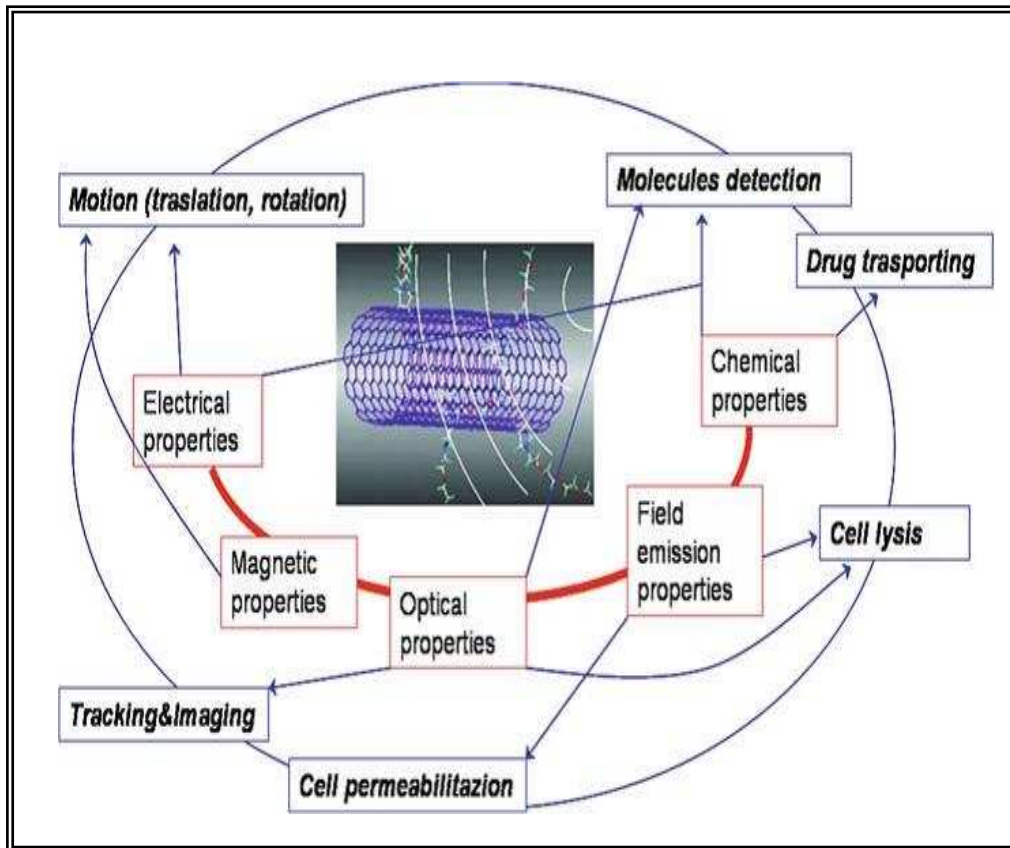 Molecules detection
Motion (traslation, rotation)
Drug trasporting
Chemical
properties
Electrical
properties
Field
emission
properties
Cell lysis
Magnetic
properties
Optical
properties
Tracking&Imaging
Cell permeabilitazion